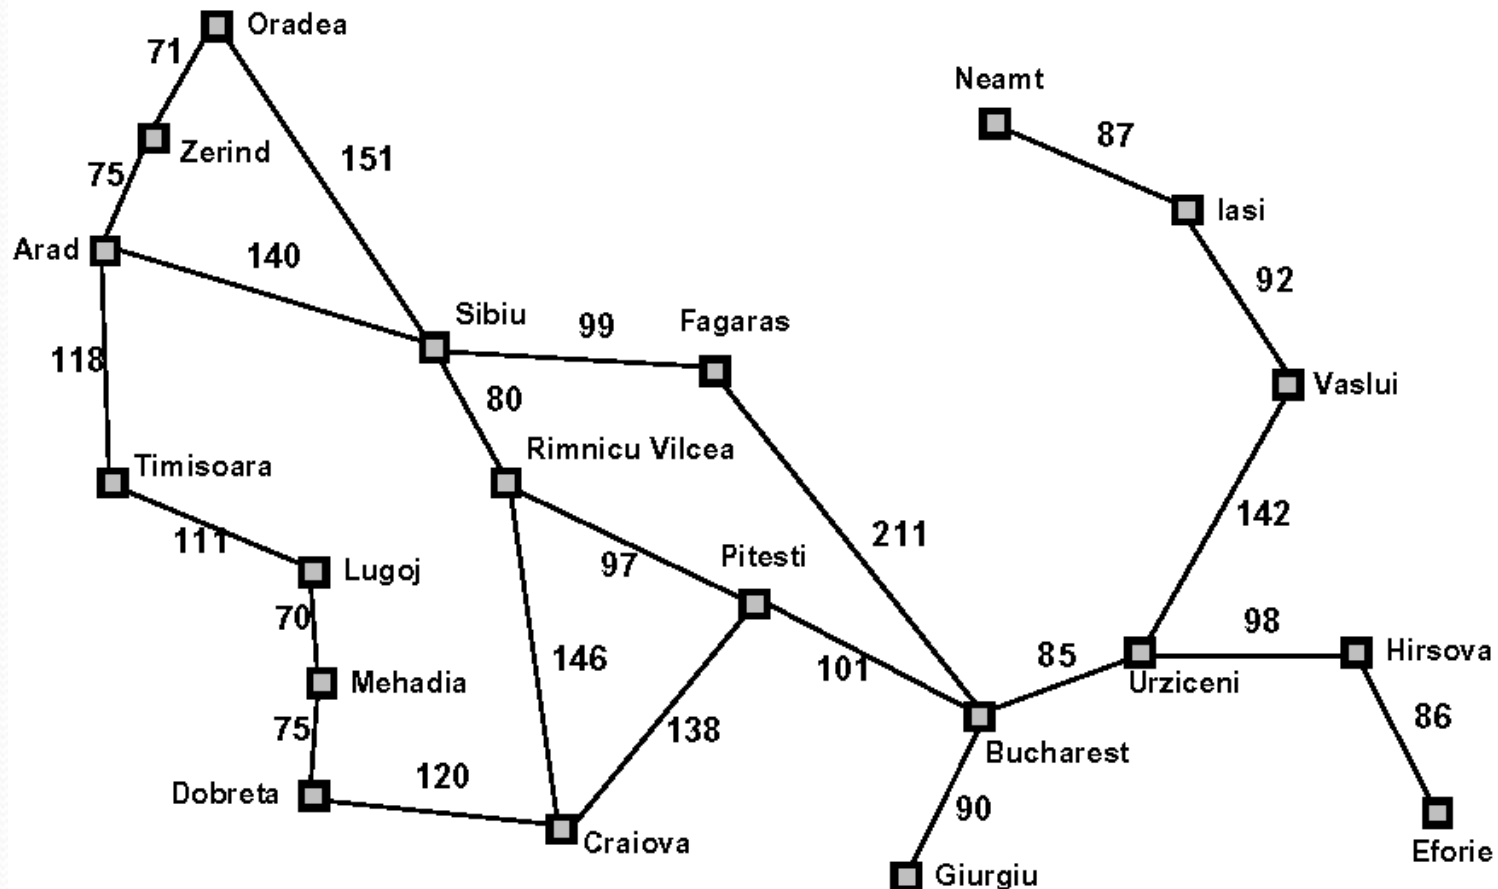 Oradea
71
Neamt
87
Zerind
151
75
Iasi
Arad
140
92
Sibiu
99
Fagaras
118
Vaslui
80
Rimnicu Vilcea
Timisoara
142
211
111
Pitesti
97
Lugoj
70
98
146
85
Hirsova
101
Urziceni
Mehadia
86
75
138
Bucharest
120
Dobreta
90
Craiova
Eforie
Giurgiu